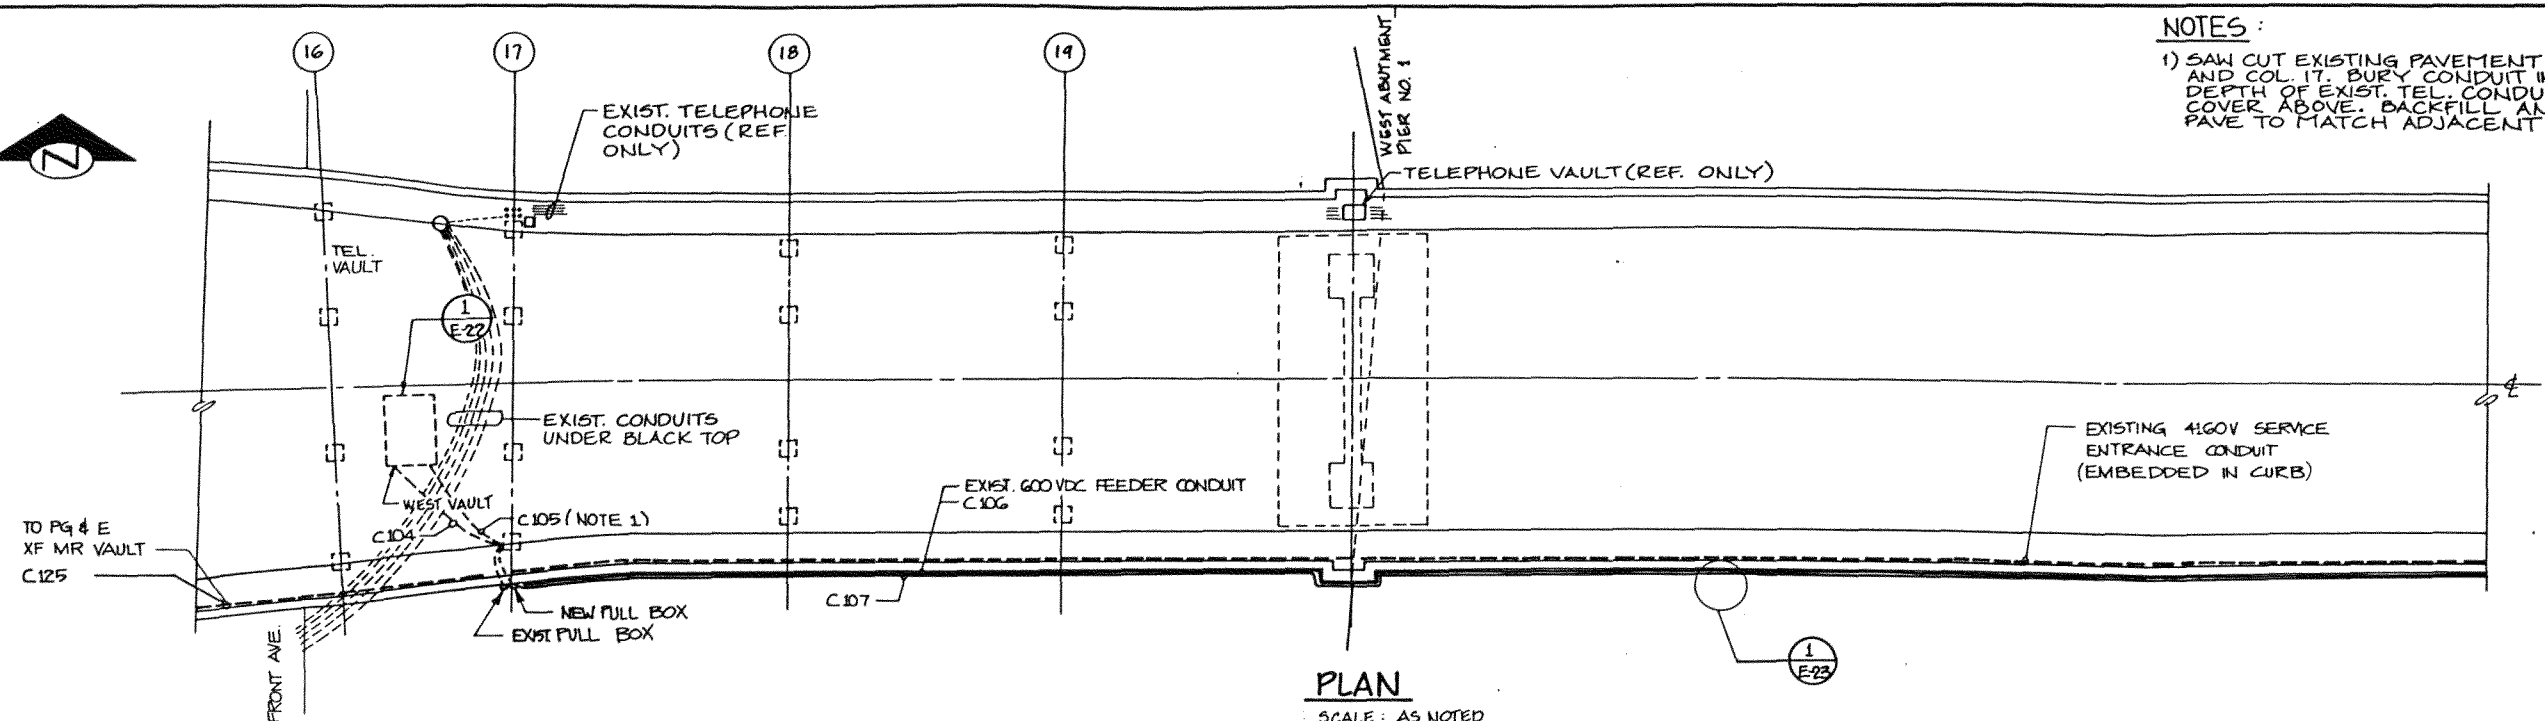 16
17
18
19
WEST ABUTMENT
PIER NO. 1
NOTES :
1) SAW CUT EXISTING PAVEMENT
AND COL. 17. BURY CONDUIT
DEPTH OF EXIST. TEL.
COVER ABOVE. BACKFILL
PAVE TO MATCH ADJACENT
N
EXIST. TELEPHONE
CONDUITS (REF.
ONLY)
TELEPHONE VAULT (REF. ONLY)
TEL.
VAULT
1
E-22
EXIST. CONDUITS
UNDER BLACK TOP
WEST VAULT
C104
C105 (NOTE 1)
EXIST. 600 VDC FEEDER CONDUIT
C106
EXISTING 4160V SERVICE
ENTRANCE CONDUIT
(EMBEDDED IN CURB)
TO PG & E
XF MR VAULT
C125
C107
NEW PULL BOX
EXIST PULL BOX
FRONT AVE.
1
E-23
PLAN
SCALE: AS NOTED